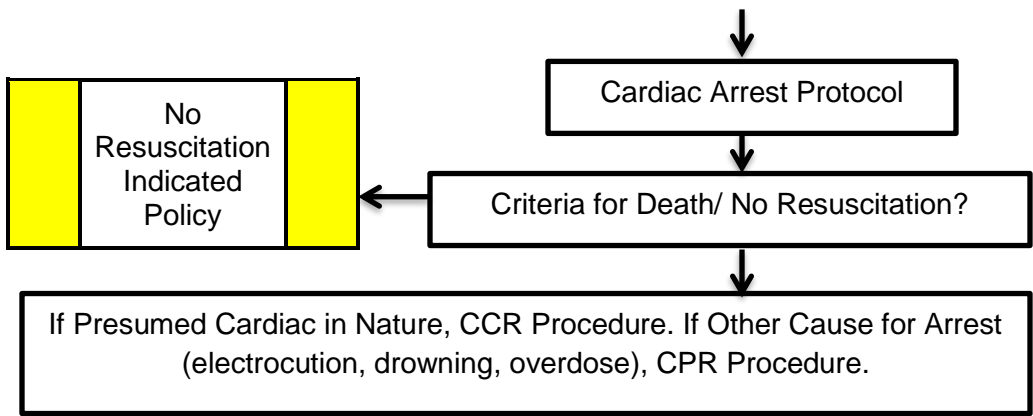 Cardiac Arrest Protocol
No
Resuscitation
Indicated
Policy
Criteria for Death/ No Resuscitation?
If Presumed Cardiac in Nature, CCR Procedure. If Other Cause for Arrest
(electrocution, drowning, overdose), CPR Procedure.